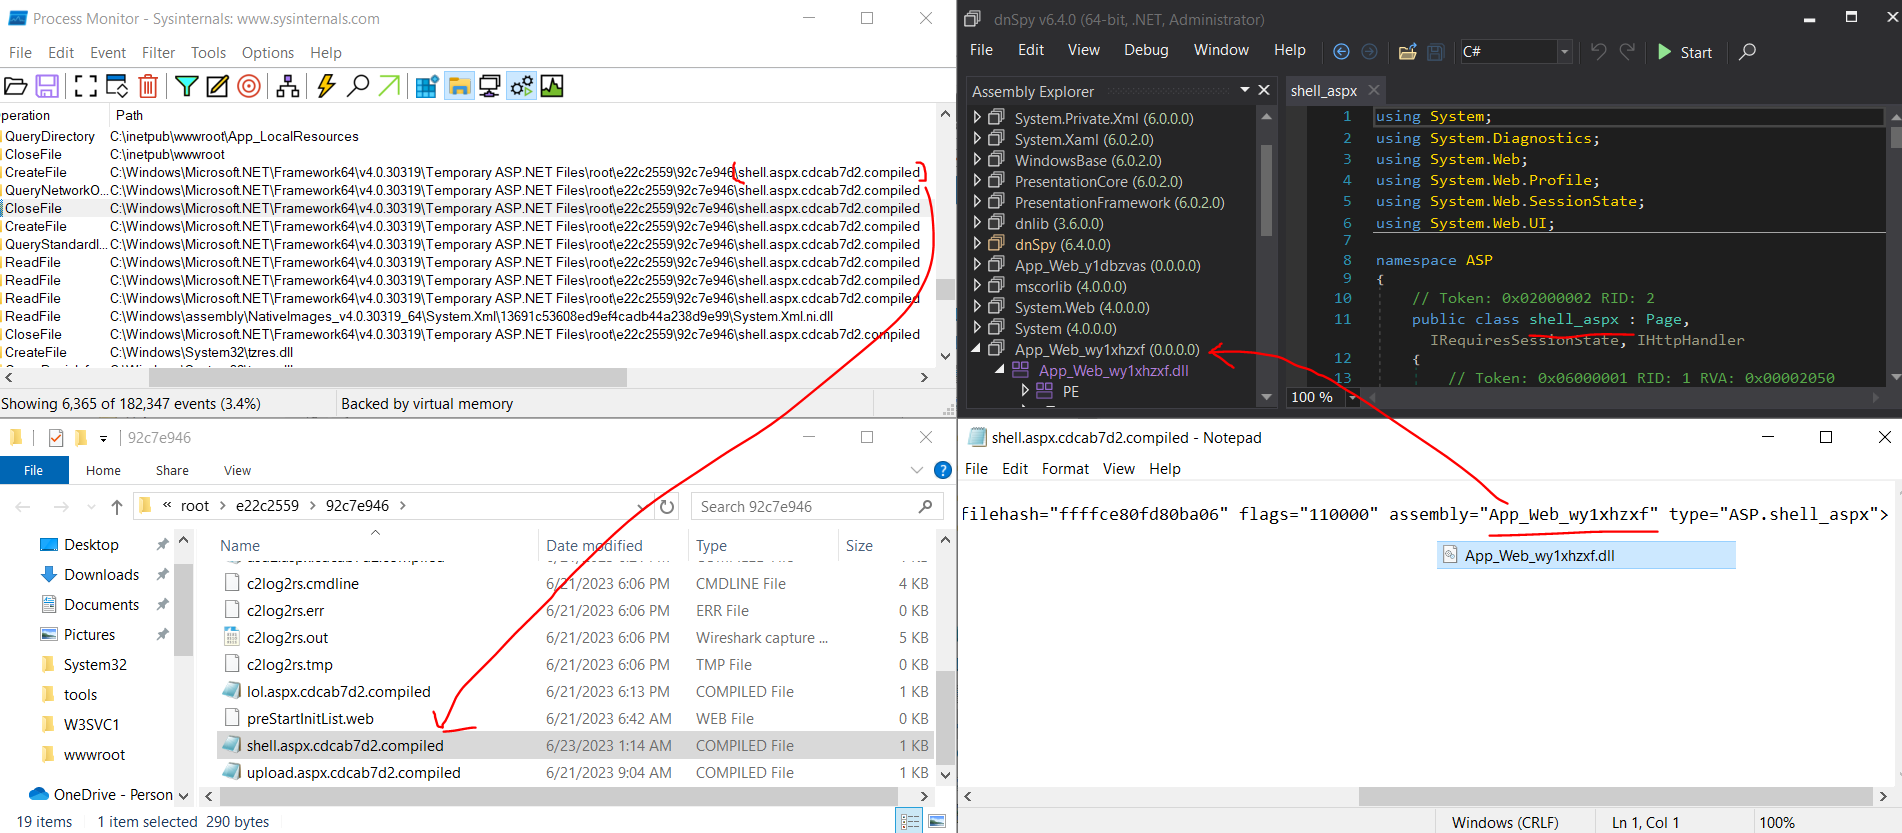 Process Monitor - Sysinternals: www.sysinternals.com
File Edit Event Filter Tools Options Help
peration Path
QueryDirectory C:\inetpub\wwwroot\App_LocalResources
CloseFile C:\inetpub\wwwroot
CreateFile C:\Windows\Microsoft.NET\Framework64\v4.0.30319\Temporary ASP.NET Files\root\e22c2559\92c7e946\shell.aspx.cdcab7d2.compiled
QueryNetworkO... C:\Windows\Microsoft.NET\Framework64\v4.0.30319\Temporary ASP.NET Files\root\e22c2559\92c7e946\shell.aspx.cdcab7d2.compiled
CloseFile C:\Windows\Microsoft.NET\Framework64\v4.0.30319\Temporary ASP.NET Files\root\e22c2559\92c7e946\shell.aspx.cdcab7d2.compiled
CreateFile C:\Windows\Microsoft.NET\Framework64\v4.0.30319\Temporary ASP.NET Files\root\e22c2559\92c7e946\shell.aspx.cdcab7d2.compiled
QueryStandardI... C:\Windows\Microsoft.NET\Framework64\v4.0.30319\Temporary ASP.NET Files\root\e22c2559\92c7e946\shell.aspx.cdcab7d2.compiled
ReadFile C:\Windows\Microsoft.NET\Framework64\v4.0.30319\Temporary ASP.NET Files\root\e22c2559\92c7e946\shell.aspx.cdcab7d2.compiled
ReadFile C:\Windows\Microsoft.NET\Framework64\v4.0.30319\Temporary ASP.NET Files\root\e22c2559\92c7e946\shell.aspx.cdcab7d2.compiled
ReadFile C:\Windows\Microsoft.NET\Framework64\v4.0.30319\Temporary ASP.NET Files\root\e22c2559\92c7e946\shell.aspx.cdcab7d2.compiled
ReadFile C:\Windows\assembly\NativeImages_v4.0.30319_64\System.Xml\13691c53608ed9ef4cadb44a238d9e99\System.Xml.ni.dll
CloseFile C:\Windows\Microsoft.NET\Framework64\v4.0.30319\Temporary ASP.NET Files\root\e22c2559\92c7e946\shell.aspx.cdcab7d2.compiled
CreateFile C:\Windows\System32\tzres.dll
Showing 6,365 of 182,347 events (3.4%) Backed by virtual memory
dnSpy v6.4.0 (64-bit, .NET, Administrator)
File Edit View Debug Window Help C# Start
Assembly Explorer
System.Private.Xml (6.0.0.0)
System.Xaml (6.0.2.0)
WindowsBase (6.0.2.0)
PresentationCore (6.0.2.0)
PresentationFramework (6.0.2.0)
dnlib (3.6.0.0)
dnSpy (6.4.0.0)
App_Web_y1dbzvas (0.0.0.0)
mscorlib (4.0.0.0)
System.Web (4.0.0.0)
System (4.0.0.0)
App_Web_wy1xhzxf (0.0.0.0)
App_Web_wy1xhzxf.dll
PE
shell_aspx
1 using System;
2 using System.Diagnostics;
3 using System.Web;
4 using System.Web.Profile;
5 using System.Web.SessionState;
6 using System.Web.UI;
7
8 namespace ASP
9 {
10 // Token: 0x02000002 RID: 2
11 public class shell_aspx : Page,
IRequiresSessionState, IHttpHandler
12 {
13 // Token: 0x06000001 RID: 1 RVA: 0x00002050
100 %
92c7e946
File Home Share View
« root e22c2559 92c7e946 Search 92c7e946
Desktop
Downloads
Documents
Pictures
System32
tools
W3SVC1
wwwroot
OneDrive - Person
Name Date modified Type Size
c2log2rs.cmdline 6/21/2023 6:06 PM CMDLINE File 4 KB
c2log2rs.err 6/21/2023 6:06 PM ERR File 0 KB
c2log2rs.out 6/21/2023 6:06 PM Wireshark capture ... 5 KB
c2log2rs.tmp 6/21/2023 6:06 PM TMP File 0 KB
lol.aspx.cdcab7d2.compiled 6/21/2023 6:13 PM COMPILED File 1 KB
preStartInitList.web 6/21/2023 6:42 AM WEB File 0 KB
shell.aspx.cdcab7d2.compiled 6/23/2023 1:14 AM COMPILED File 1 KB
upload.aspx.cdcab7d2.compiled 6/21/2023 9:04 AM COMPILED File 1 KB
19 items 1 item selected 290 bytes
shell.aspx.cdcab7d2.compiled - Notepad
File Edit Format View Help
filehash="ffffce80fd80ba06" flags="110000" assembly="App_Web_wy1xhzxf" type="ASP.shell_aspx">
App_Web_wy1xhzxf.dll
Windows (CRLF) Ln 1, Col 1 100%